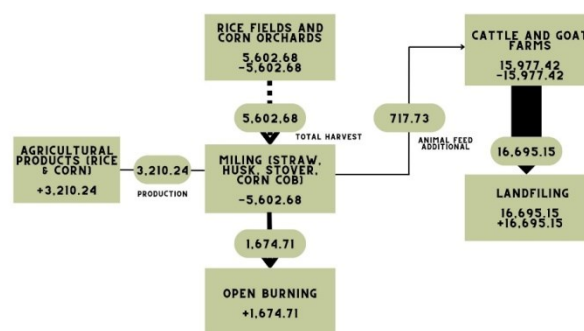 RICE FIELDS AND
CORN ORCHARDS
5,602.68
-5,602.68
CATTLE AND GOAT
FARMS
15,977.42
-15,977.42
5,602.68
TOTAL HARVEST
717.73
ANIMAL FEED
ADDITIONAL
16,695.15
AGRICULTURAL
PRODUCTS (RICE
& CORN)
+3,210.24
3,210.24
PRODUCTION
MILING (STRAW,
HUSK, STOVER,
CORN COB)
-5,602.68
LANDFILING
16,695.15
+16,695.15
1,674.71
OPEN BURNING
+1,674.71